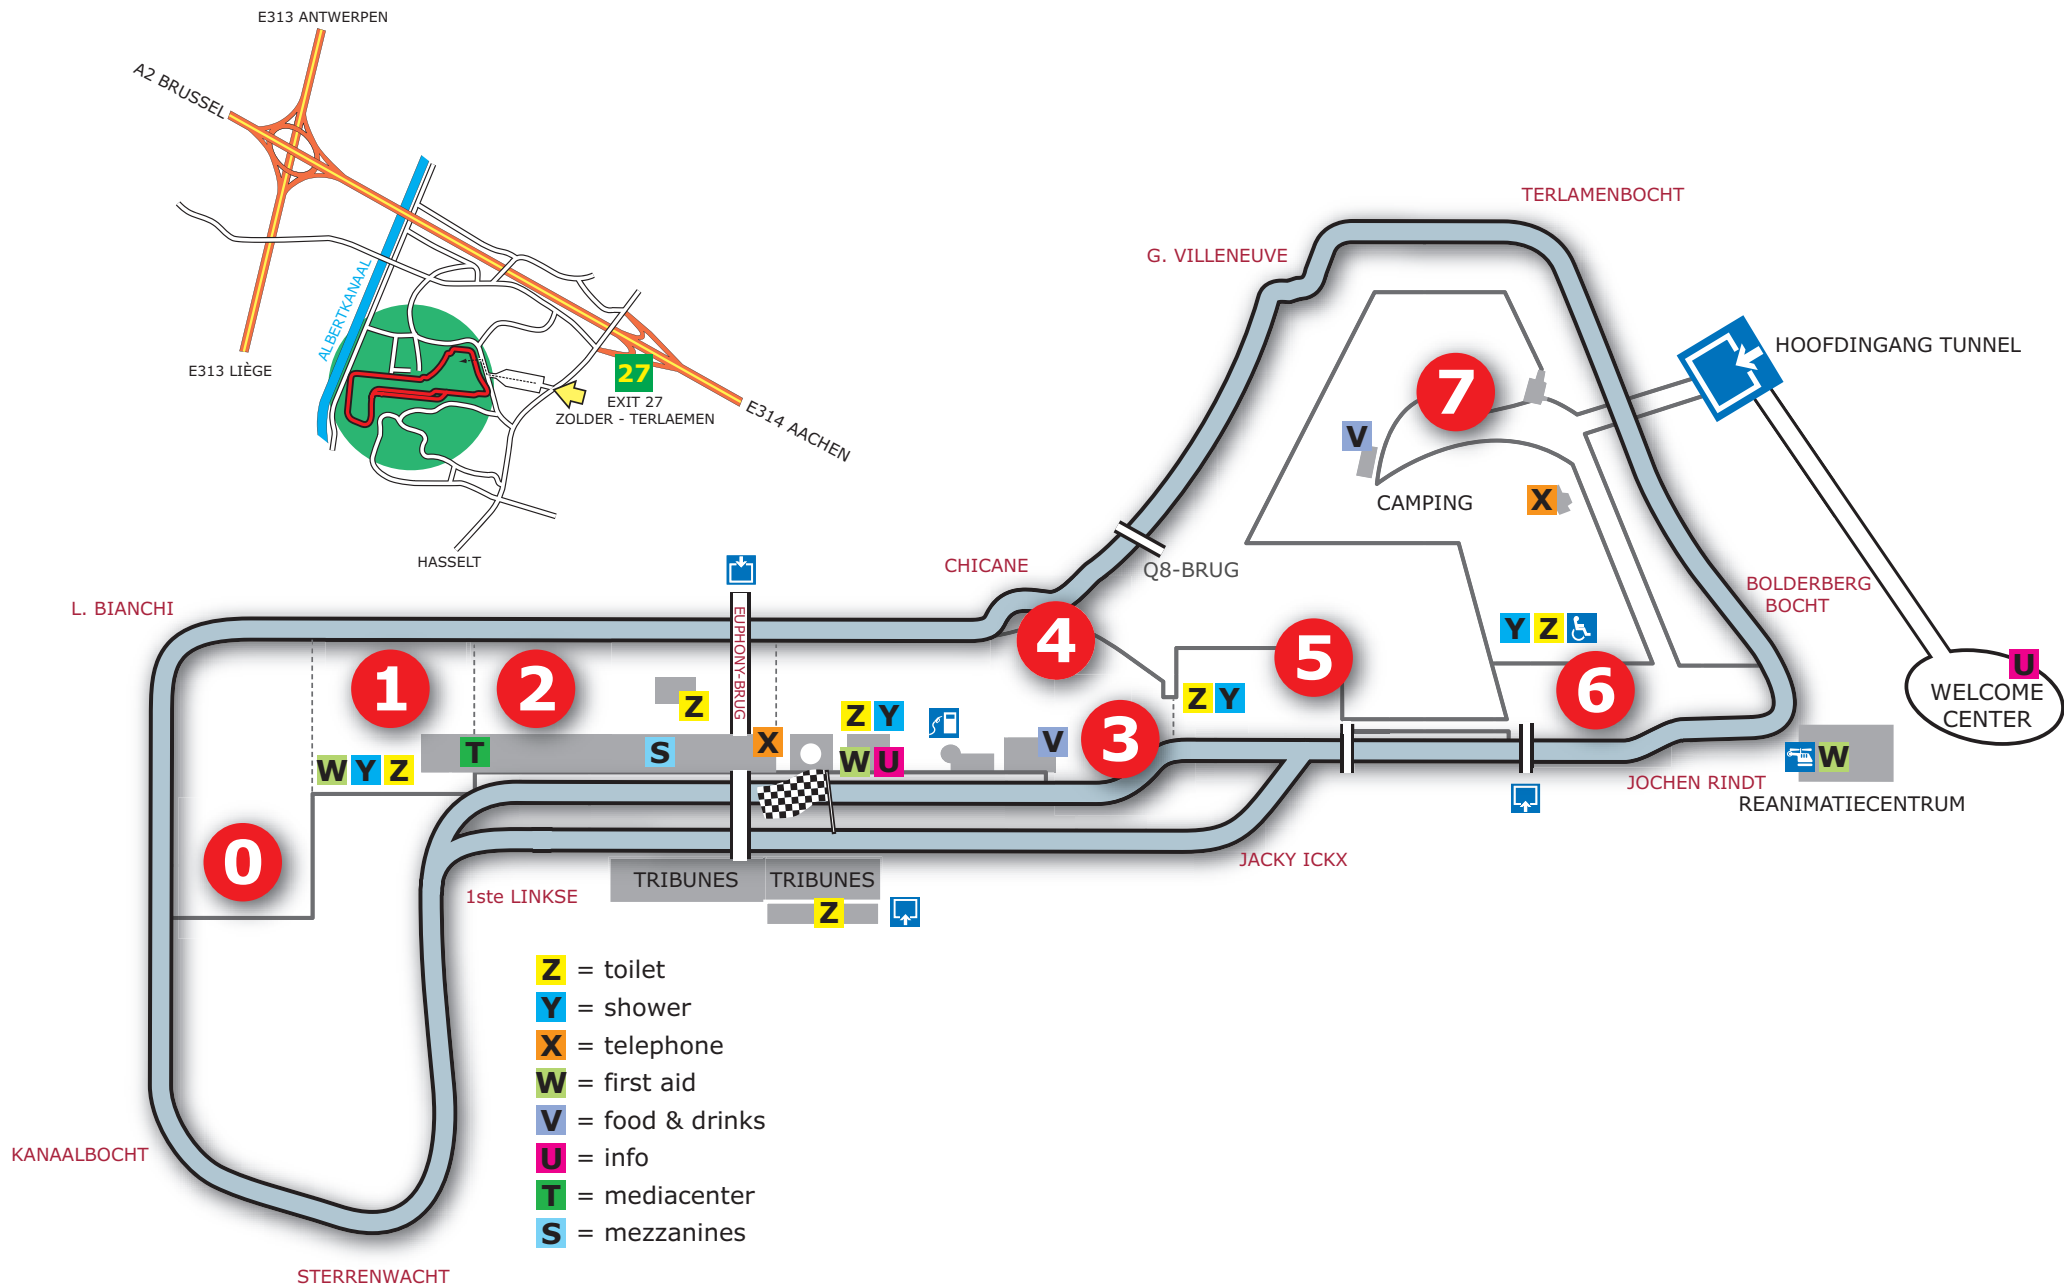 E313 ANTWERPEN
A2 BRUSSEL
ALBERTKANAAL
E313 LIÈGE
27
EXIT 27
ZOLDER - TERLAEMEN
E314 AACHEN
HASSELT
TERLAMENBOCHT
G. VILLENEUVE
HOOFDINGANG TUNNEL
7
V
CAMPING
X
Q8-BRUG
CHICANE
BOLDERBERG
BOCHT
L. BIANCHI
EUPHONY-BRUG
Y Z
4
5
6
U
WELCOME
CENTER
1
2
Z
Z Y
Z Y
3
T
S
X
W U
V
W Y Z
W
JOCHEN RINDT
REANIMATIECENTRUM
0
JACKY ICKX
1ste LINKSE
TRIBUNES
TRIBUNES
Z
Z = toilet
Y = shower
X = telephone
W = first aid
V = food & drinks
U = info
T = mediacenter
S = mezzanines
KANAALBOCHT
STERRENWACHT